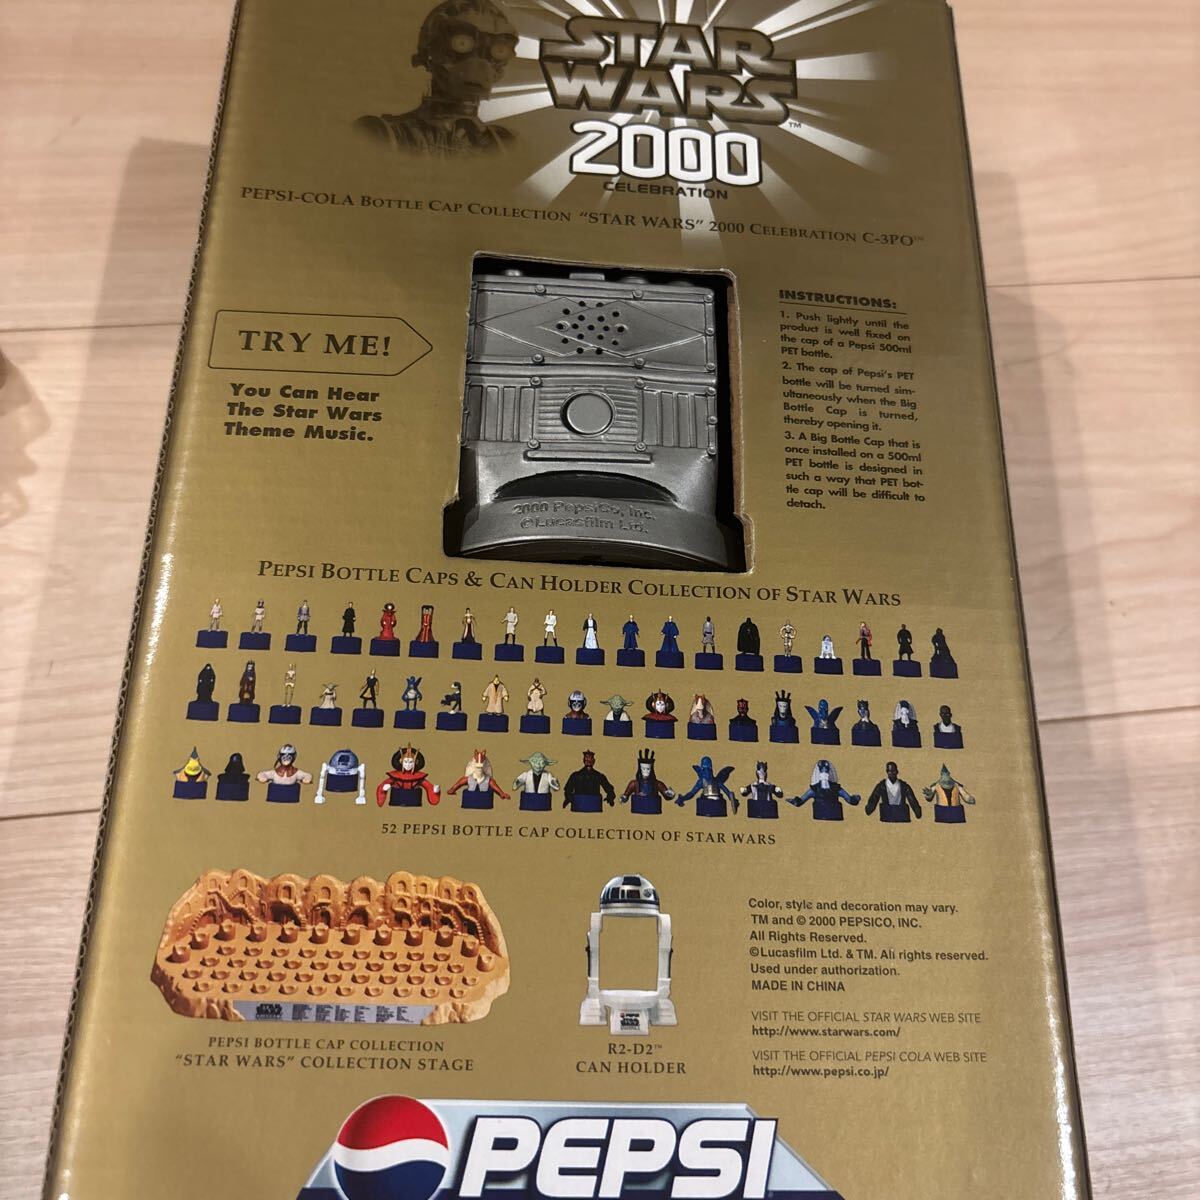 STAR
WARS™
2000
CELEBRATION
PEPSI-COLA BOTTLE CAP COLLECTION "STAR WARS" 2000 CELEBRATION C-3PO™
TRY ME!
You Can Hear
The Star Wars
Theme Music.
2000 PepsiCo, Inc.
©Lucasfilm Ltd.
INSTRUCTIONS:
1. Push lightly until the
product is well fixed on
the cap of a Pepsi 500ml
PET bottle.
2. The cap of Pepsi's PET
bottle will be turned sim-
ultaneously when the Big
Bottle Cap is turned,
thereby opening it.
3. A Big Bottle Cap that is
once installed on a 500ml
PET bottle is designed in
such a way that PET bot-
tle cap will be difficult to
detach.
PEPSI BOTTLE CAPS & CAN HOLDER COLLECTION OF STAR WARS
52 PEPSI BOTTLE CAP COLLECTION OF STAR WARS
PEPSI BOTTLE CAP COLLECTION
"STAR WARS" COLLECTION STAGE
R2-D2™
CAN HOLDER
Color, style and decoration may vary.
TM and © 2000 PEPSICO, INC.
All Rights Reserved.
©Lucasfilm Ltd. & TM. All rights reserved.
Used under authorization.
MADE IN CHINA
VISIT THE OFFICIAL STAR WARS WEB SITE
http://www.starwars.com/
VISIT THE OFFICIAL PEPSI COLA WEB SITE
http://www.pepsi.co.jp/
PEPSI